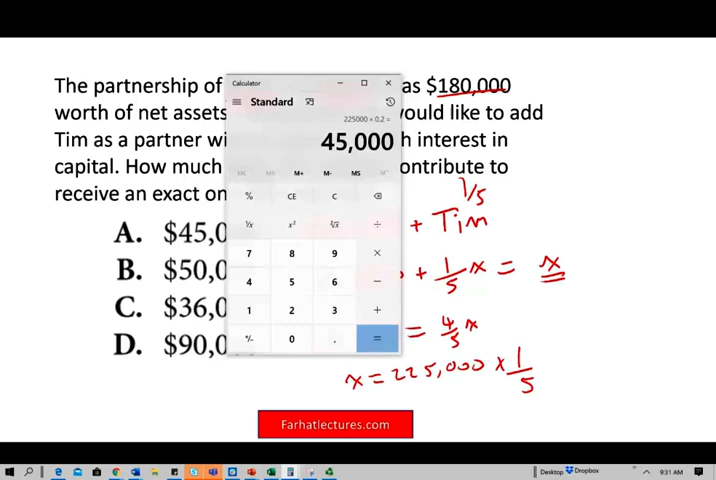 The partnership of
as $180,000
worth of net assets
would like to add
Tim as a partner wi
h interest in
capital. How much
ontribute to
receive an exact on
A. $45,0
B. $50,0
C. $36,0
D. $90,0
Calculator
Standard
225000 × 0.2 =
45,000
MC MR M+ M- MS M
% CE C
¹/x x² ²√x ÷
7 8 9 ×
4 5 6 −
1 2 3 +
+/- 0 . =
1/5
+ Tim
+ 1/5 x = x
= 4/5 x
x = 225,000 × 1/5
Farhatlectures.com
Desktop Dropbox 9:31 AM